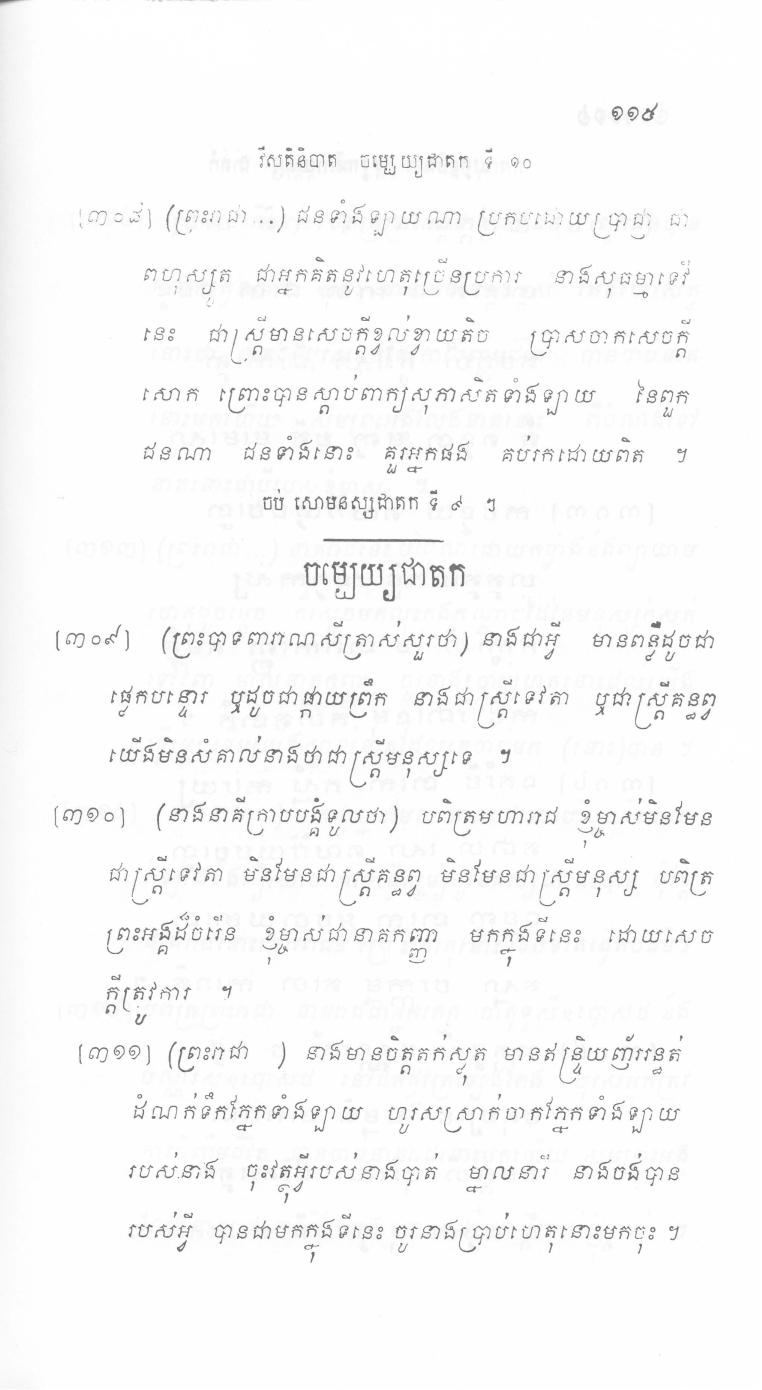 ១១៥
វីសតិនិបាត ចម្បេយ្យជាតក ទី ១០
[៣០៨] (ព្រះរាជា ..) ជនទាំងឡាយណា ប្រកបដោយប្រាជ្ញា ជា
ពហុស្សូត ជាអ្នកគិតនូវហេតុច្រើនប្រការ នាងសុធម្មាទេវី
នេះ ជាស្ត្រីមានសេចក្តីខ្វល់ខ្វាយតិច ប្រាសចាកសេចក្តី
សោក ព្រោះបានស្តាប់ពាក្យសុភាសិតទាំងឡាយ នៃពួក
ជនណា ជនទាំងនោះ គួរអ្នកផង គប់រកដោយពិត ។
ចប់ សោមនស្សជាតក ទី ៩ ។
ចម្បេយ្យជាតក
[៣០៩] (ព្រះបាទពារាណសីត្រាស់សួរថា) នាងជាអ្វី មានពន្លឺដូចជា
ផ្លេកបន្ទោរ ឬដូចជាផ្កាយព្រឹក នាងជាស្ត្រីទេវតា ឬជាស្ត្រីគន្ធព្វ
យើងមិនសំគាល់នាងថាជាស្ត្រីមនុស្សទេ ។
[៣១០] (នាងនាគីក្រាបបង្គំទូលថា) បពិត្រមហារាជ ខ្ញុំម្ចាស់មិនមែន
ជាស្ត្រីទេវតា មិនមែនជាស្ត្រីគន្ធព្វ មិនមែនជាស្ត្រីមនុស្ស បពិត្រ
ព្រះអង្គដ៏ចំរើន ខ្ញុំម្ចាស់ជានាគកញ្ញា មកក្នុងទីនេះ ដោយសេច
ក្តីត្រូវការ ។
[៣១១] (ព្រះរាជា ) នាងមានចិត្តតក់ស្លុត មានឥន្ទ្រិយញ័ររន្ធត់
ដំណក់ទឹកភ្នែកទាំងឡាយ ហូរសស្រាក់ចាកភ្នែកទាំងឡាយ
របស់នាង ចុះវត្ថុអ្វីរបស់នាងបាត់ ម្នាលនារី នាងចង់បាន
របស់អ្វី បានជាមកក្នុងទីនេះ ចូរនាងប្រាប់ហេតុនោះមកចុះ ។